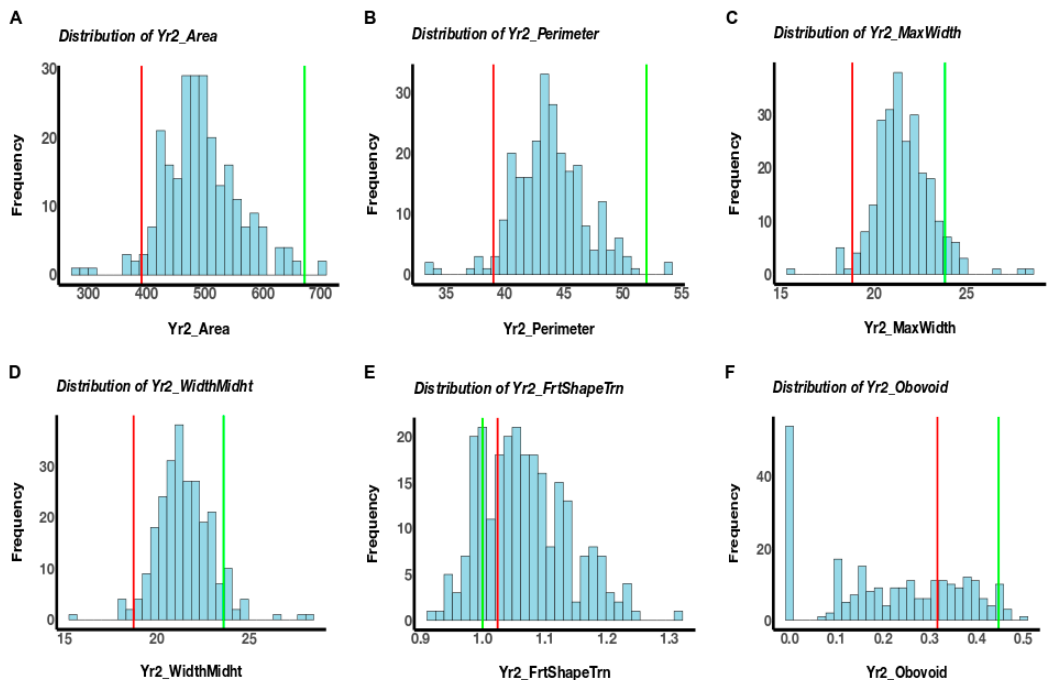 A
Distribution of Yr2_Area
Frequency
30
20
10
0
300 400 500 600 700
Yr2_Area
B
Distribution of Yr2_Perimeter
Frequency
30
20
10
0
35 40 45 50 55
Yr2_Perimeter
C
Distribution of Yr2_MaxWidth
Frequency
30
20
10
0
15 20 25
Yr2_MaxWidth
D
Distribution of Yr2_WidthMidht
Frequency
30
20
10
0
15 20 25
Yr2_WidthMidht
E
Distribution of Yr2_FrtShapeTrn
Frequency
20
15
10
5
0
0.9 1.0 1.1 1.2 1.3
Yr2_FrtShapeTrn
F
Distribution of Yr2_Obovoid
Frequency
40
20
0
0.0 0.1 0.2 0.3 0.4 0.5
Yr2_Obovoid